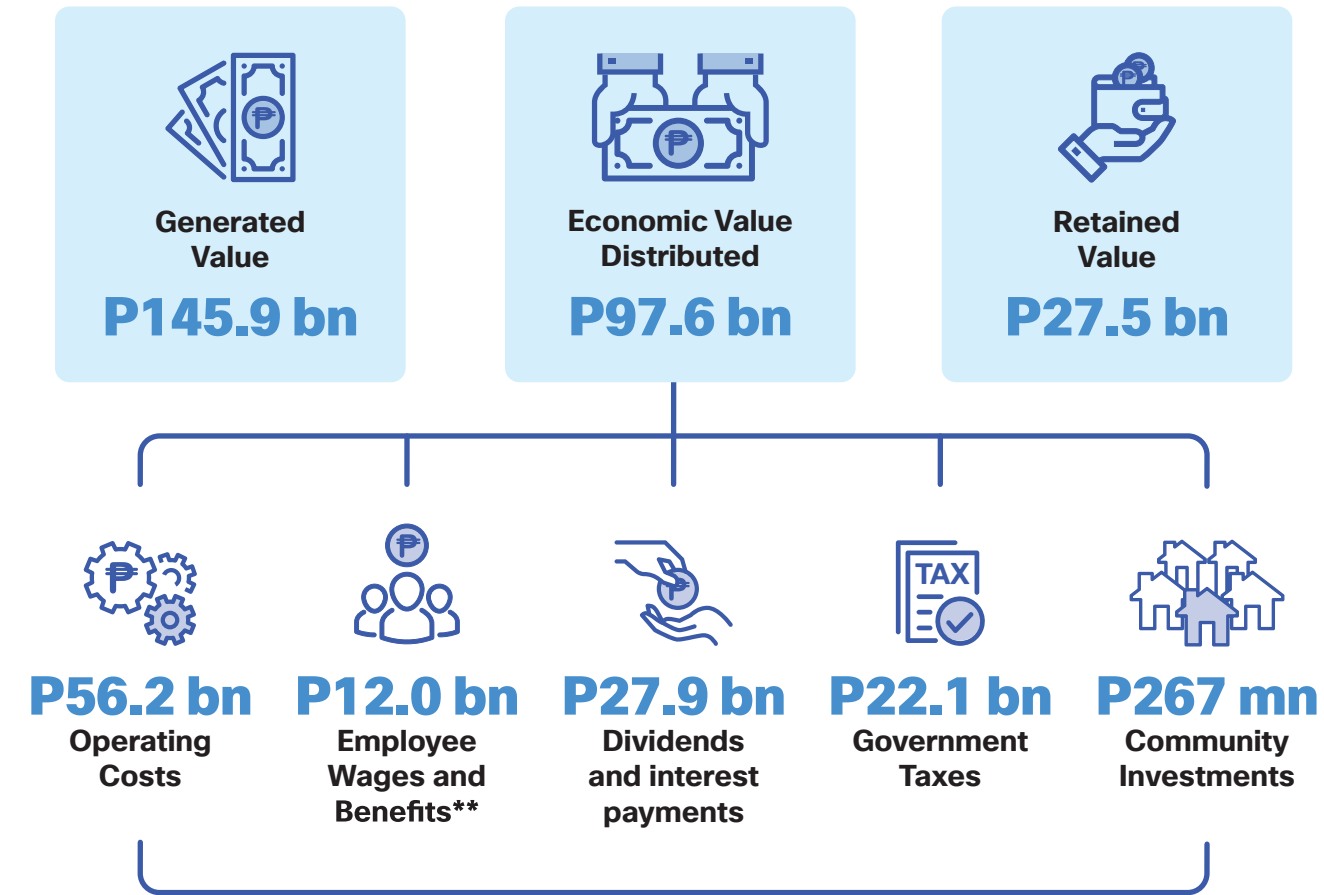 Generated
Value
P145.9 bn
Economic Value
Distributed
P97.6 bn
Retained
Value
P27.5 bn
P56.2 bn
Operating
Costs
P12.0 bn
Employee
Wages and
Benefits**
P27.9 bn
Dividends
and interest
payments
TAX
P22.1 bn
Government
Taxes
P267 mn
Community
Investments